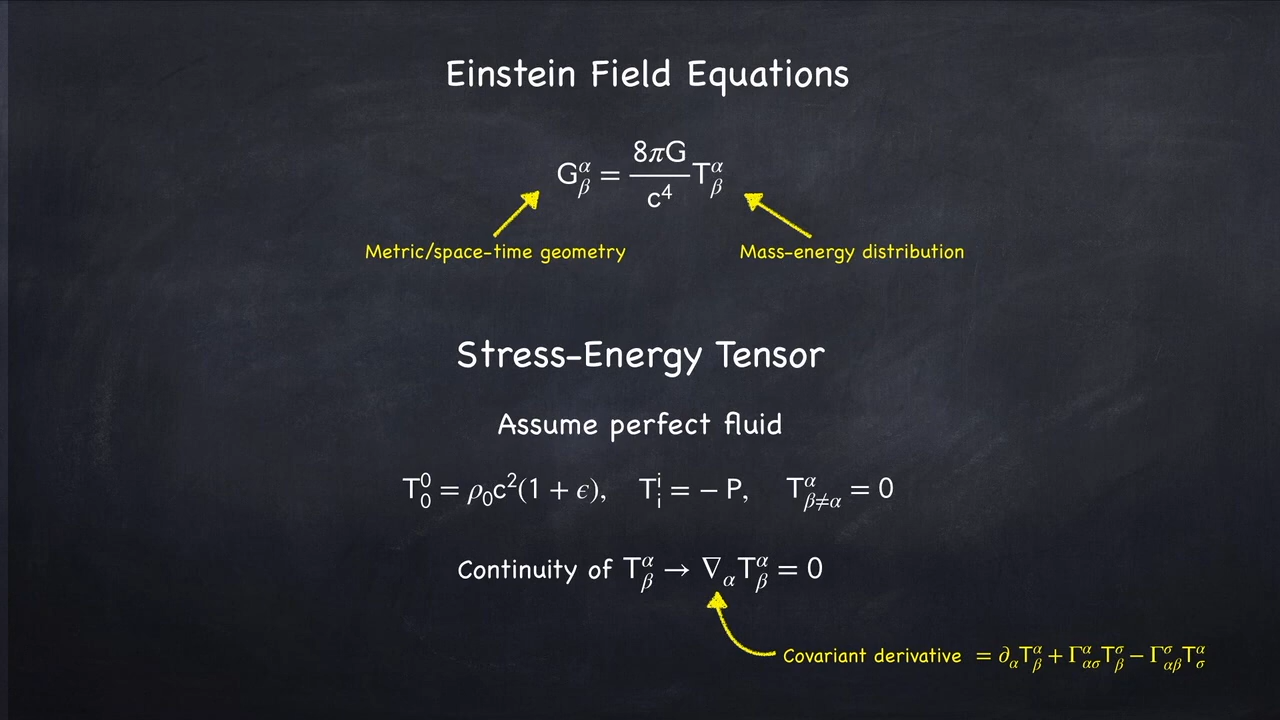 Einstein Field Equations
G^α_β = 8πG/c^4 T^α_β
Metric/space-time geometry
Mass-energy distribution
Stress-Energy Tensor
Assume perfect fluid
T^0_0 = ρ_0c^2(1 + ϵ), T^i_i = − P, T^α_β≠α = 0
Continuity of T^α_β → ∇_αT^α_β = 0
Covariant derivative = ∂_αT^α_β + Γ^α_ασT^σ_β − Γ^σ_αβT^α_σ